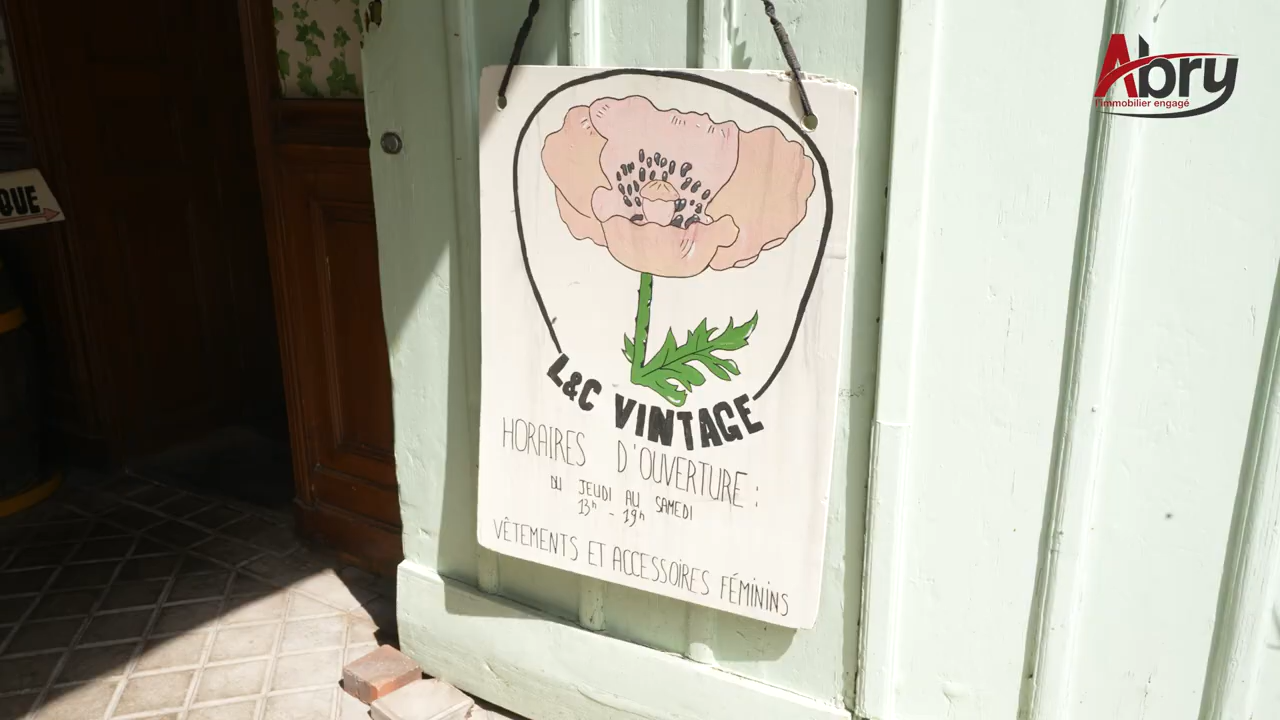 Abry
l'immobilier engagé
QUE
L&C VINTAGE
HORAIRES D'OUVERTURE :
DU JEUDI AU SAMEDI
13h - 19h
VÊTEMENTS ET ACCESSOIRES FÉMININS